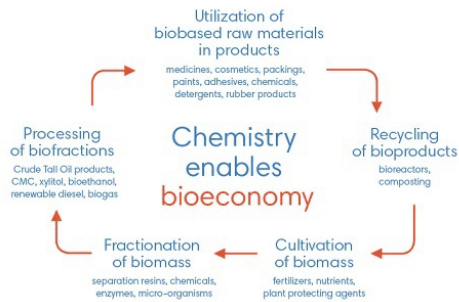 Utilization of
biobased raw materials
in products
medicines, cosmetics, packings,
paints, adhesives, chemicals,
detergents, rubber products
Processing
of biofractions
Crude Tall Oil products,
CMC, xylitol, bioethanol,
renewable diesel, biogas
Chemistry
enables
bioeconomy
Recycling
of bioproducts
bioreactors,
composting
Fractionation
of biomass
separation resins, chemicals,
enzymes, micro-organisms
Cultivation
of biomass
fertilizers, nutrients,
plant protecting agents